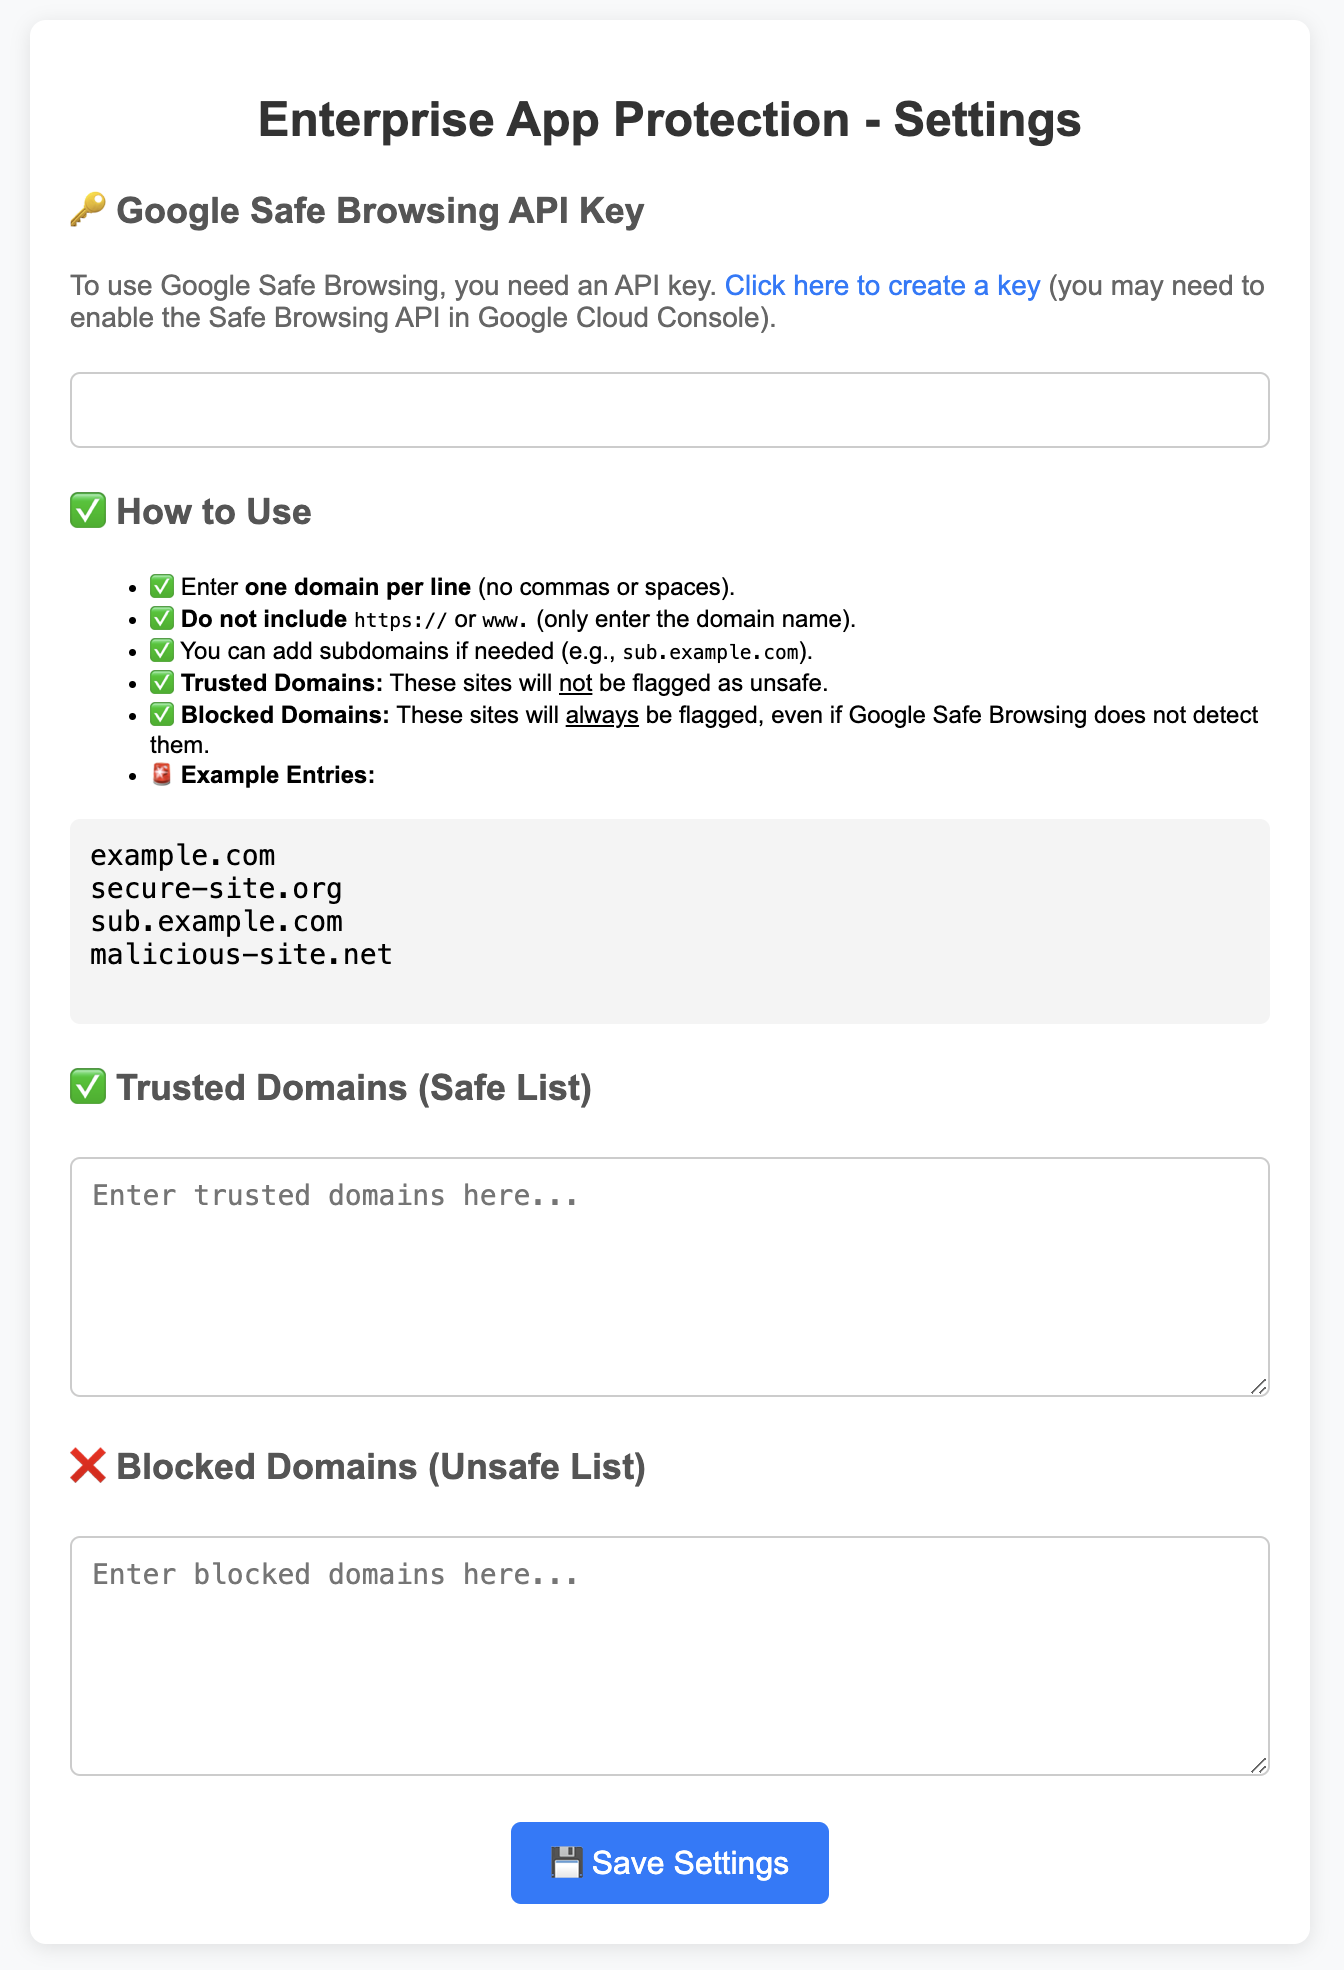 Enterprise App Protection - Settings
🔑 Google Safe Browsing API Key
To use Google Safe Browsing, you need an API key. Click here to create a key (you may need to
enable the Safe Browsing API in Google Cloud Console).
✅ How to Use
• ✅ Enter one domain per line (no commas or spaces).
• ✅ Do not include https:// or www. (only enter the domain name).
• ✅ You can add subdomains if needed (e.g., sub.example.com).
• ✅ Trusted Domains: These sites will not be flagged as unsafe.
• ✅ Blocked Domains: These sites will always be flagged, even if Google Safe Browsing does not detect
them.
• 🚨 Example Entries:
example.com
secure-site.org
sub.example.com
malicious-site.net
✅ Trusted Domains (Safe List)
Enter trusted domains here...
❌ Blocked Domains (Unsafe List)
Enter blocked domains here...
💾 Save Settings